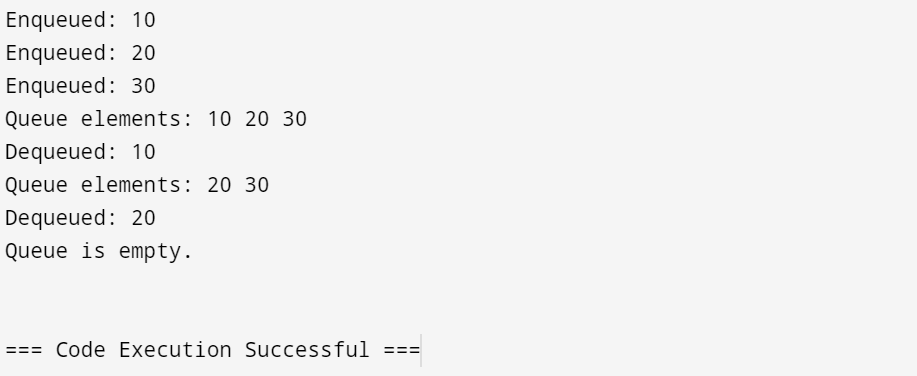 Enqueued: 10
Enqueued: 20
Enqueued: 30
Queue elements: 10 20 30
Dequeued: 10
Queue elements: 20 30
Dequeued: 20
Queue is empty.
=== Code Execution Successful ===